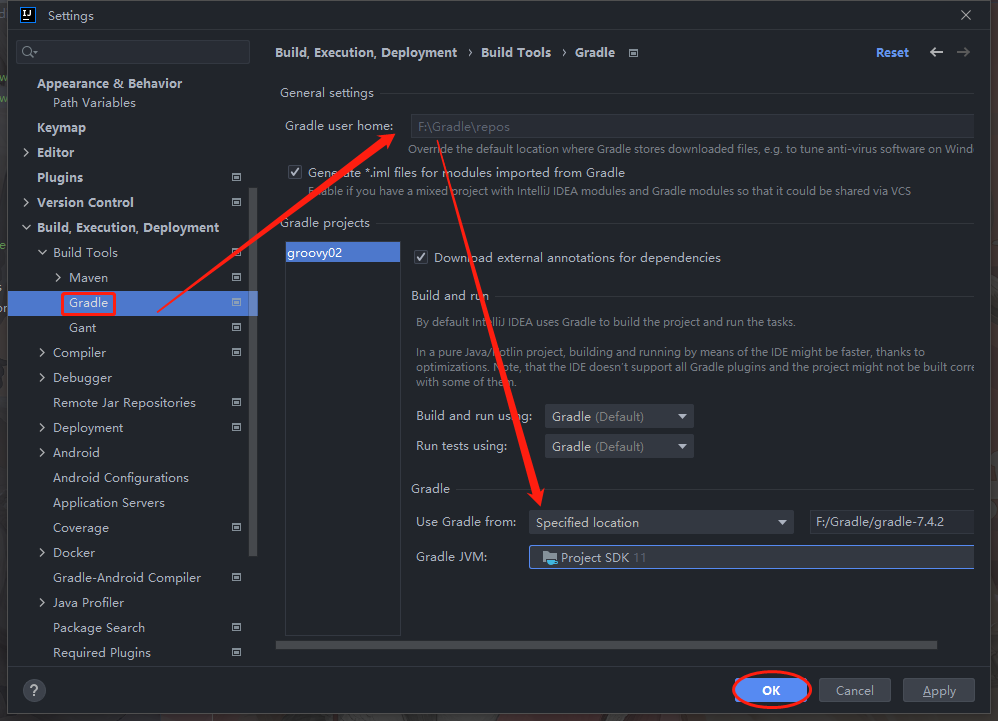 Settings
Build, Execution, Deployment › Build Tools › Gradle
Reset
Appearance & Behavior
Path Variables
Keymap
Editor
Plugins
Version Control
Build, Execution, Deployment
Build Tools
Maven
Gradle
Gant
Compiler
Debugger
Remote Jar Repositories
Deployment
Android
Android Configurations
Application Servers
Coverage
Docker
Gradle-Android Compiler
Java Profiler
Package Search
Required Plugins
General settings
Gradle user home: F:\Gradle\repos
Override the default location where Gradle stores downloaded files, e.g. to tune anti-virus software on Wind
Generate *.iml files for modules imported from Gradle
Enable if you have a mixed project with IntelliJ IDEA modules and Gradle modules so that it could be shared via VCS
Gradle projects
groovy02
Download external annotations for dependencies
Build and run
By default IntelliJ IDEA uses Gradle to build the project and run the tasks.
In a pure Java/Kotlin project, building and running by means of the IDE might be faster, thanks to
optimizations. Note, that the IDE doesn't support all Gradle plugins and the project might not be built corre
with some of them.
Build and run using: Gradle (Default)
Run tests using: Gradle (Default)
Gradle
Use Gradle from: Specified location F:/Gradle/gradle-7.4.2
Gradle JVM: Project SDK 11
?
OK
Cancel
Apply